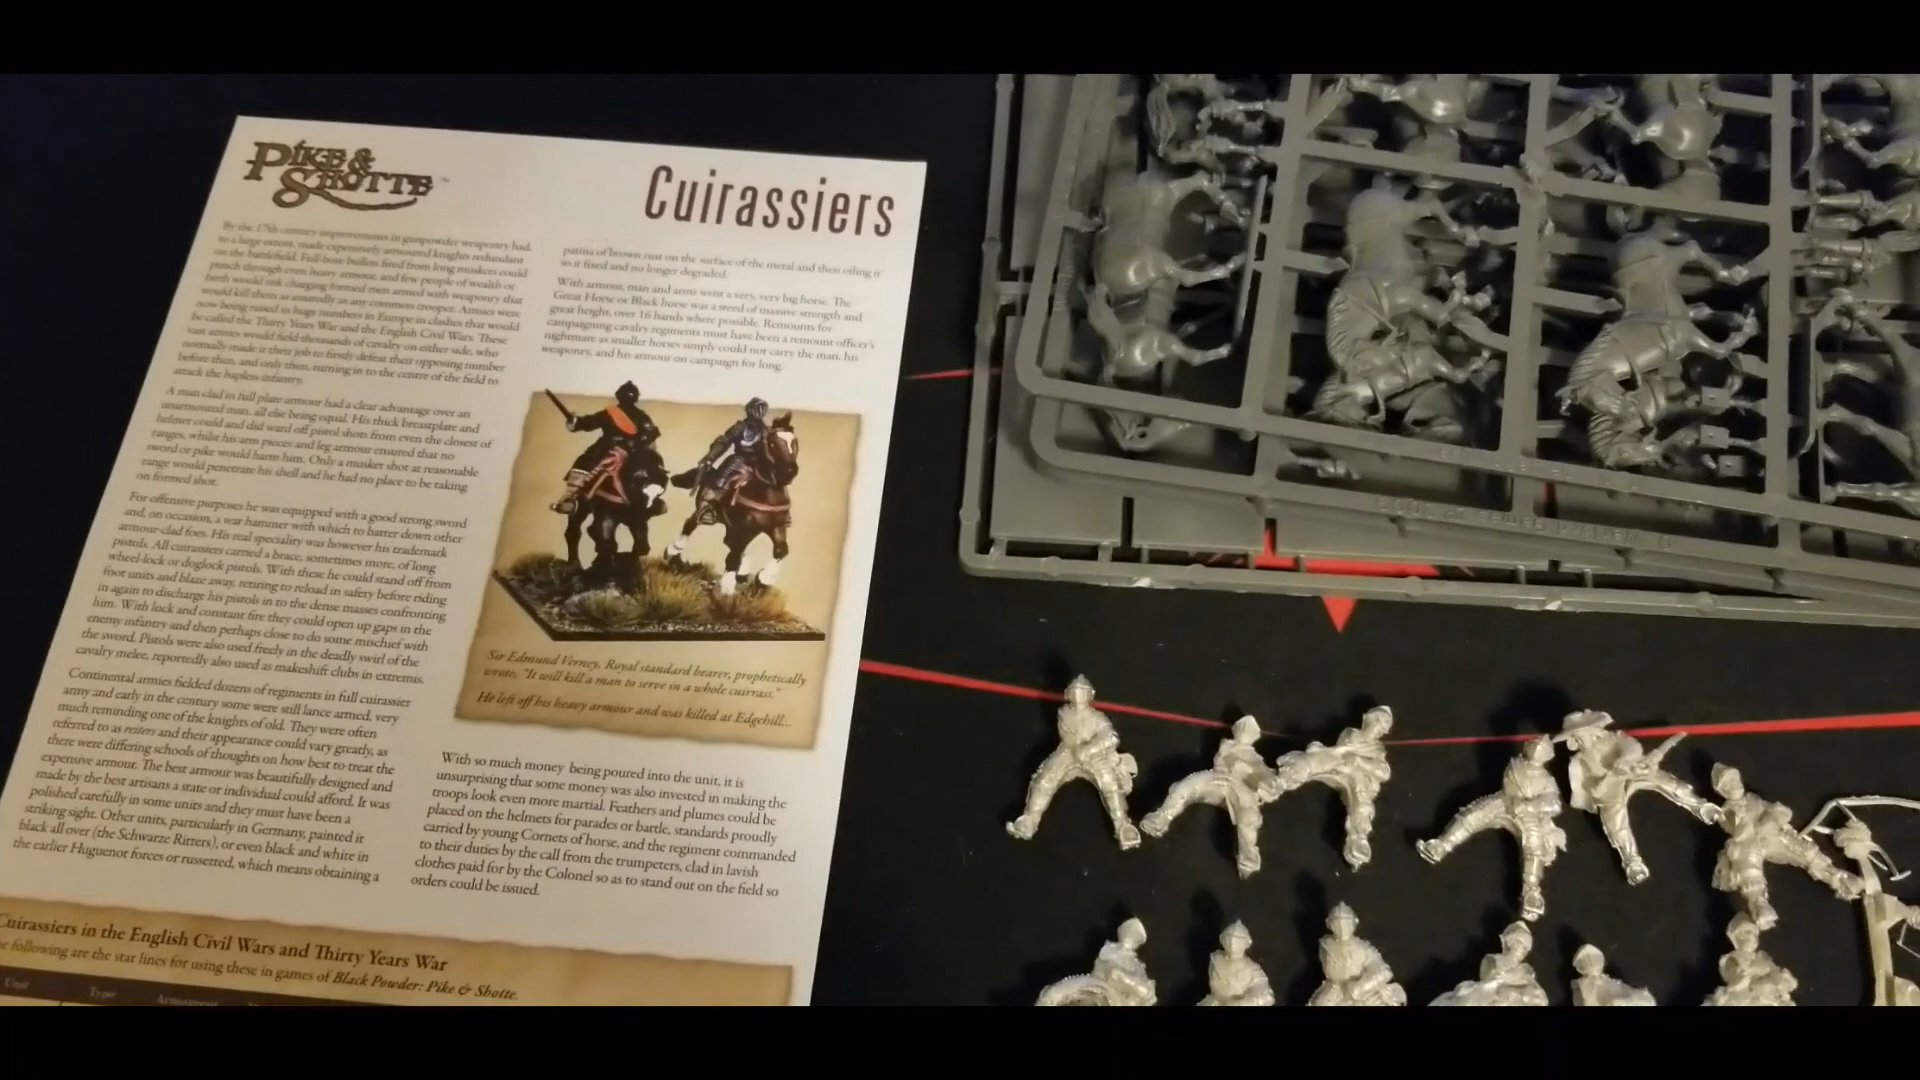 PIKE &
SHOTTE
Cuirassiers
By the 17th century improvements in gunpowder weaponry had,
to a large extent, made expensively armoured knights redundant
on the battlefield. Full-bore bullets fired from long muskets could
punch through even heavy armour, and few people of wealth or
birth would risk charging formed men armed with weaponry that
would kill them as assuredly as any common trooper. Armies were
now being raised in huge numbers in Europe in clashes that would
be called the Thirty Years War and the English Civil Wars. These
vast armies would field thousands of cavalry on either side, who
normally made it their job to firstly defeat their opposing number
before then, and only then, turning in to the centre of the field to
attack the hapless infantry.
A man clad in full plate armour had a clear advantage over an
unarmoured man, all else being equal. His thick breastplate and
helmet could and did ward off pistol shots from even the closest of
ranges, whilst his arm pieces and leg armour ensured that no
sword or pike would harm him. Only a musket shot at reasonable
range would penetrate his shell and he had no place to be taking
on formed shot.
For offensive purposes he was equipped with a good strong sword
and, on occasion, a war hammer with which to batter down other
armour-clad foes. His real speciality was however his trademark
pistols. All cuirassiers carried a brace, sometimes more, of long
wheel-lock or doglock pistols. With these he could stand off from
foot units and blaze away, retiring to reload in safety before riding
in again to discharge his pistols in to the dense masses confronting
him. With luck and constant fire they could open up gaps in the
enemy infantry and then perhaps close to do some mischief with
the sword. Pistols were also used freely in the deadly swirl of the
cavalry melee, reportedly also used as makeshift clubs in extremis.
Continental armies fielded dozens of regiments in full cuirassier
army and early in the century some were still lance armed, very
much reminding one of the knights of old. They were often
referred to as reiters and their appearance could vary greatly, as
there were differing schools of thoughts on how best to treat the
expensive armour. The best armour was beautifully designed and
made by the best artisans a state or individual could afford. It was
polished carefully in some units and they must have been a
striking sight. Other units, particularly in Germany, painted it
black all over (the Schwarze Ritters), or even black and white in
the earlier Huguenot forces or russetted, which means obtaining a
patina of brown rust on the surface of the metal and then oiling it
so it fixed and no longer degraded.
With armour, man and arms went a very, very big horse. The
Great Horse or Black horse was a steed of massive strength and
great height, over 16 hands where possible. Remounts for
campaigning cavalry regiments must have been a remount officer's
nightmare as smaller horses simply could not carry the man, his
weaponry, and his armour on campaign for long.
Sir Edmund Verney, Royal standard bearer, prophetically
wrote, "It will kill a man to serve in a whole cuirrass."
He left off his heavy armour and was killed at Edgehill...
With so much money being poured into the unit, it is
unsurprising that some money was also invested in making the
troops look even more martial. Feathers and plumes could be
placed on the helmets for parades or battle, standards proudly
carried by young Cornets of horse, and the regiment commanded
to their duties by the call from the trumpeters, clad in lavish
clothes paid for by the Colonel so as to stand out on the field so
orders could be issued.
Cuirassiers in the English Civil Wars and Thirty Years War
following are the stat lines for using these in games of Black Powder: Pike & Shotte.
Unit Type Armament